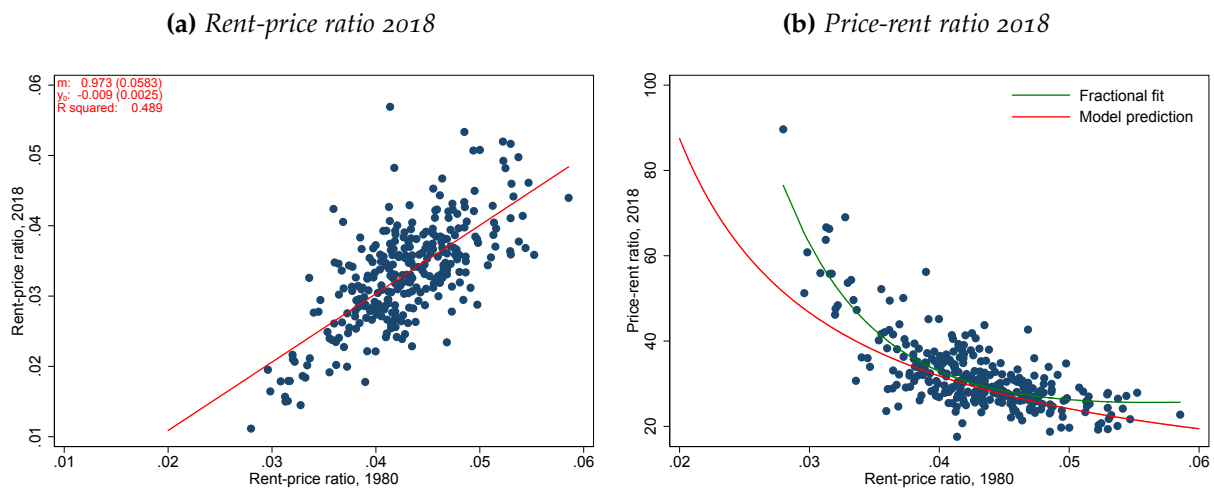 (a) Rent-price ratio 2018
m: 0.973 (0.0583)
y₀: -0.009 (0.0025)
R squared: 0.489
Rent-price ratio, 2018
.06
.05
.04
.03
.02
.01
.01 .02 .03 .04 .05 .06
Rent-price ratio, 1980
(b) Price-rent ratio 2018
Fractional fit
Model prediction
Price-rent ratio, 2018
100
80
60
40
20
.02 .03 .04 .05 .06
Rent-price ratio, 1980